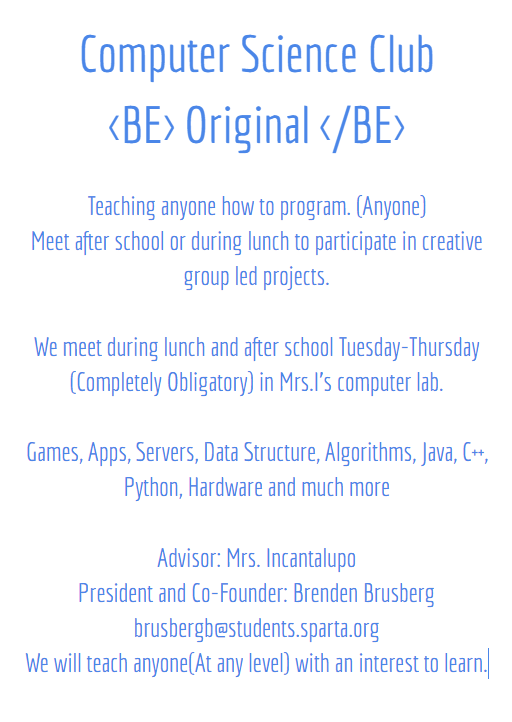 Computer Science Club
<BE> Original </BE>
Teaching anyone how to program. (Anyone)
Meet after school or during lunch to participate in creative
group led projects.
We meet during lunch and after school Tuesday-Thursday
(Completely Obligatory) in Mrs.I's computer lab.
Games, Apps, Servers, Data Structure, Algorithms, Java, C++,
Python, Hardware and much more
Advisor: Mrs. Incantalupo
President and Co-Founder: Brenden Brusberg
brusbergb@students.sparta.org
We will teach anyone(At any level) with an interest to learn.